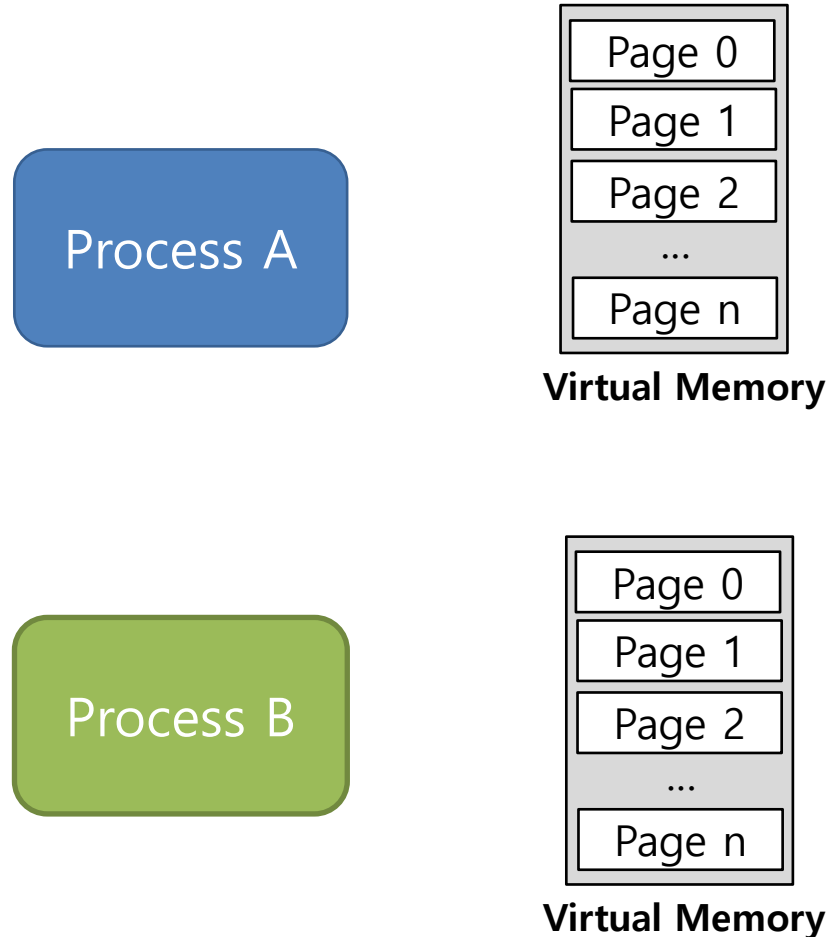 Process A
Page 0
Page 1
Page 2
...
Page n
Virtual Memory
Process B
Page 0
Page 1
Page 2
...
Page n
Virtual Memory